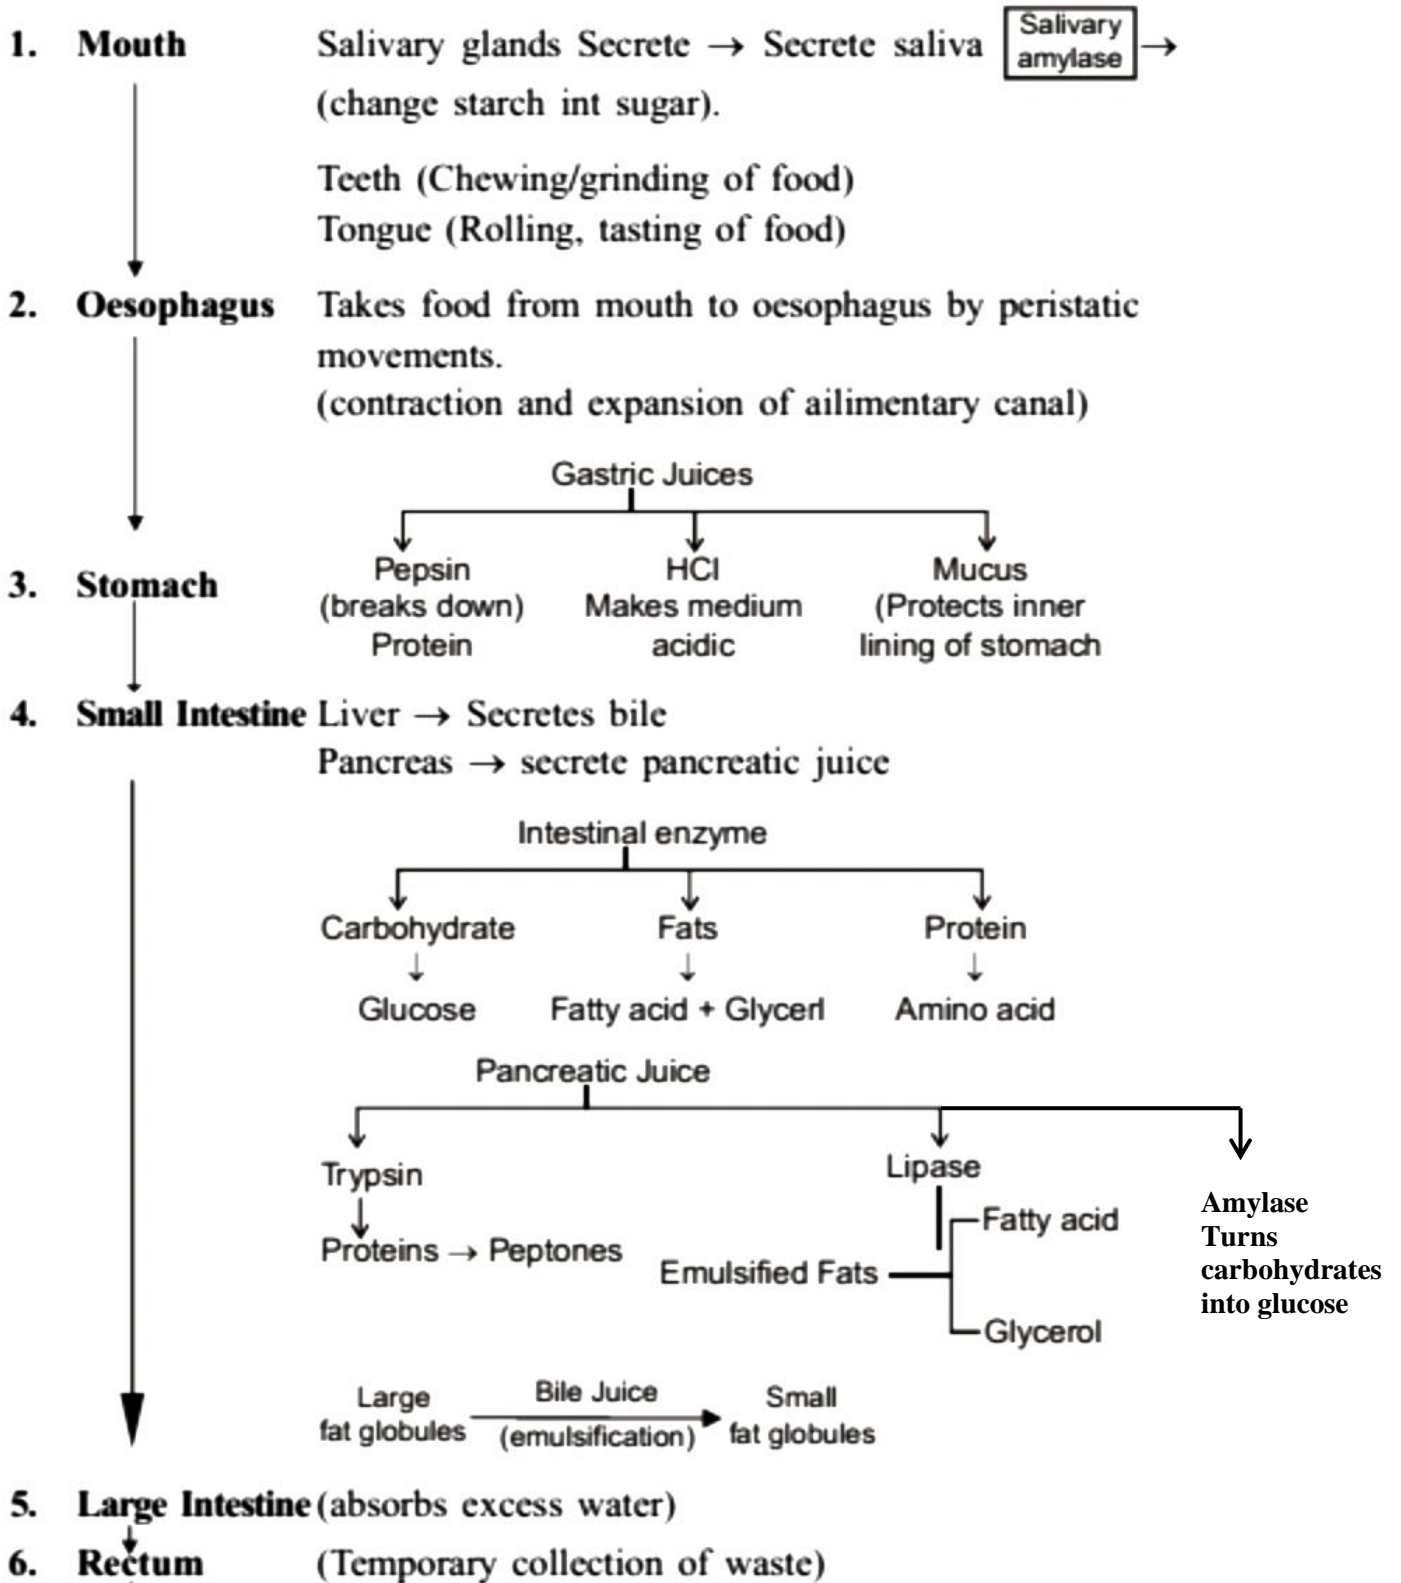 1. Mouth Salivary glands Secrete → Secrete saliva Salivary amylase →
(change starch int sugar).
Teeth (Chewing/grinding of food)
Tongue (Rolling, tasting of food)
2. Oesophagus Takes food from mouth to oesophagus by peristatic
movements.
(contraction and expansion of ailimentary canal)
Gastric Juices
3. Stomach
Pepsin
(breaks down)
Protein
HCl
Makes medium
acidic
Mucus
(Protects inner
lining of stomach
4. Small Intestine Liver → Secretes bile
Pancreas → secrete pancreatic juice
Intestinal enzyme
Carbohydrate Fats Protein
↓ ↓ ↓
Glucose Fatty acid + Glycerl Amino acid
Pancreatic Juice
Trypsin
↓
Proteins → Peptones
Lipase
Fatty acid
Emulsified Fats
Glycerol
Amylase
Turns
carbohydrates
into glucose
Large
fat globules
Bile Juice
(emulsification)
Small
fat globules
5. Large Intestine (absorbs excess water)
6. Rectum (Temporary collection of waste)